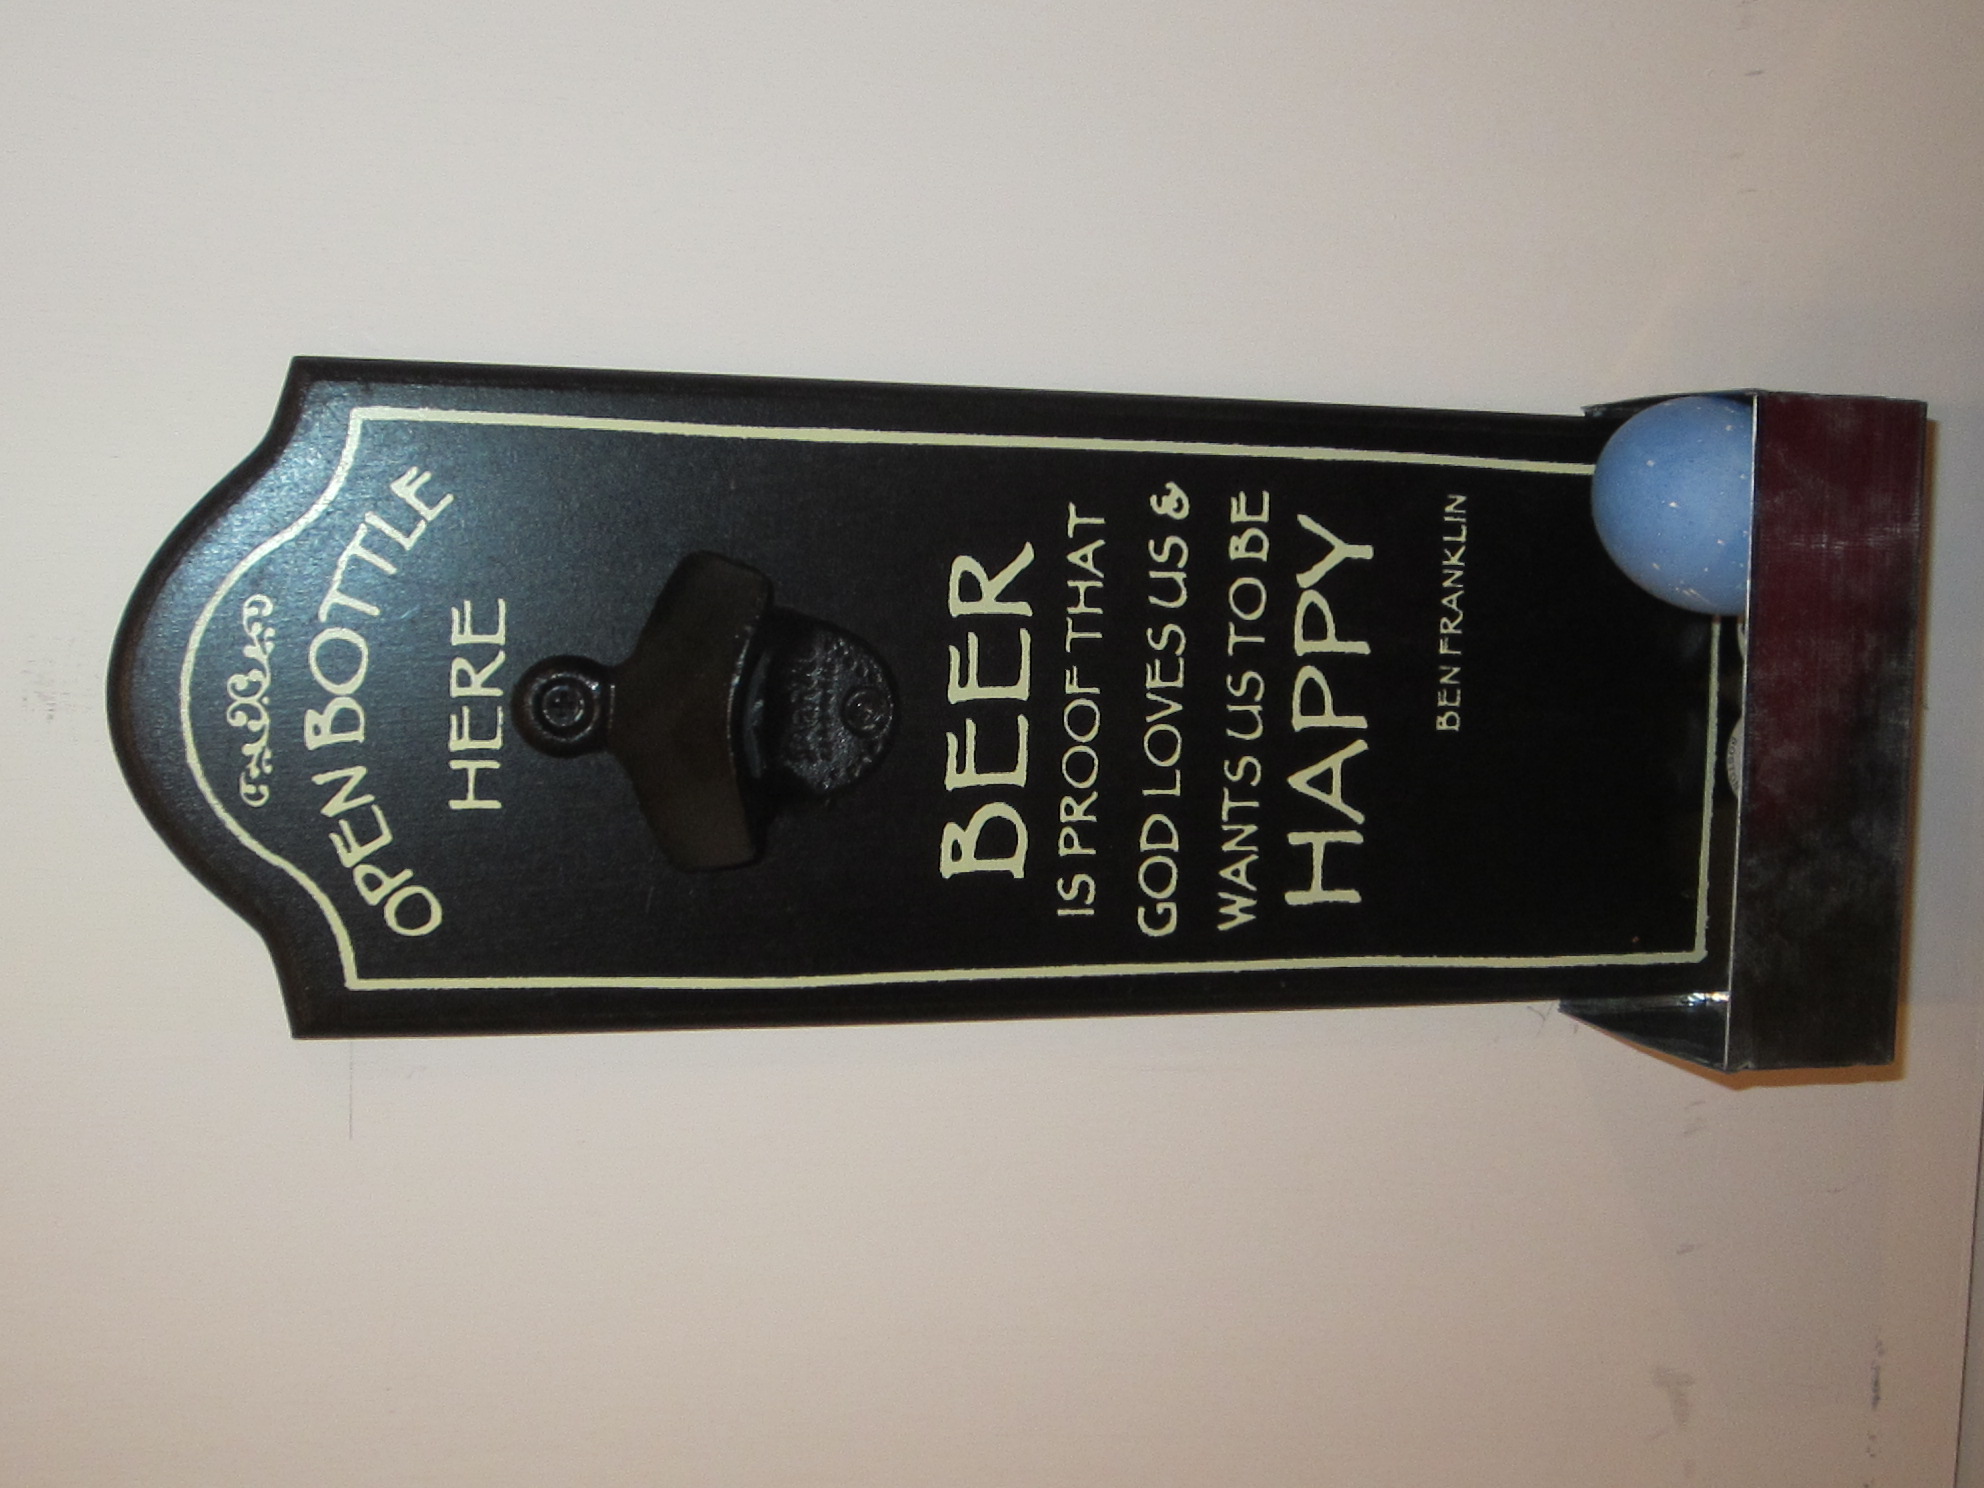 OPEN BOTTLE
HERE
BEER
IS PROOF THAT
GOD LOVES US &
WANTS US TO BE
HAPPY
BEN FRANKLIN